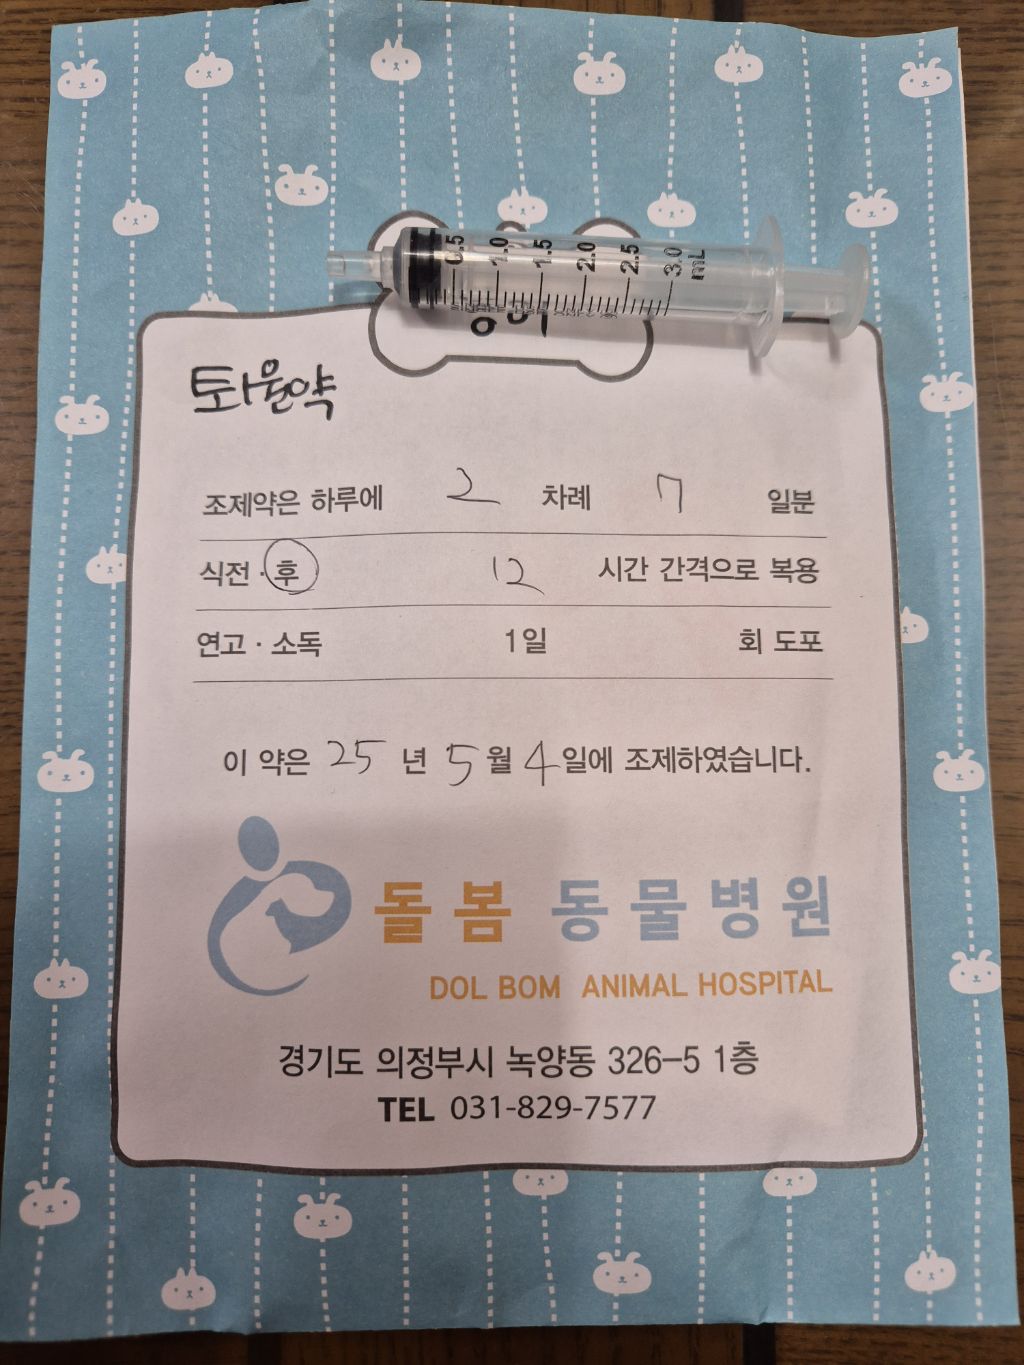 0.5 1.0 1.5 2.0 2.5 3.0 mL
퇴원약
조제약은 하루에 2 차례 7 일분
식전 · 후 12 시간 간격으로 복용
연고 · 소독 1일 회 도포
이 약은 25 년 5 월 4 일에 조제하였습니다.
돌봄 동물병원
DOL BOM ANIMAL HOSPITAL
경기도 의정부시 녹양동 326-5 1층
TEL 031-829-7577